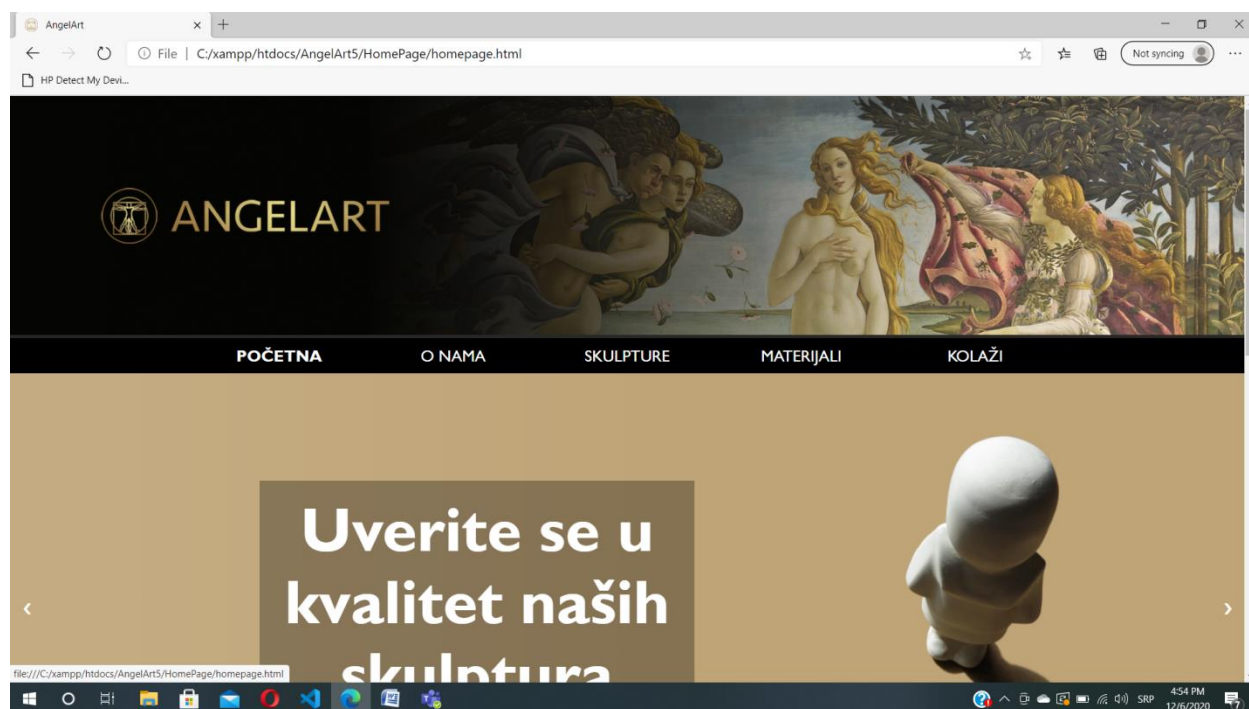 AngelArt
File | C:/xampp/htdocs/AngelArt5/HomePage/homepage.html
Not syncing
HP Detect My Devi...
ANGELART
POČETNA O NAMA SKULPTURE MATERIJALI KOLAŽI
Uverite se u
kvalitet naših
skulptura
file:///C:/xampp/htdocs/AngelArt5/HomePage/homepage.html
SRP
4:54 PM
12/6/2020